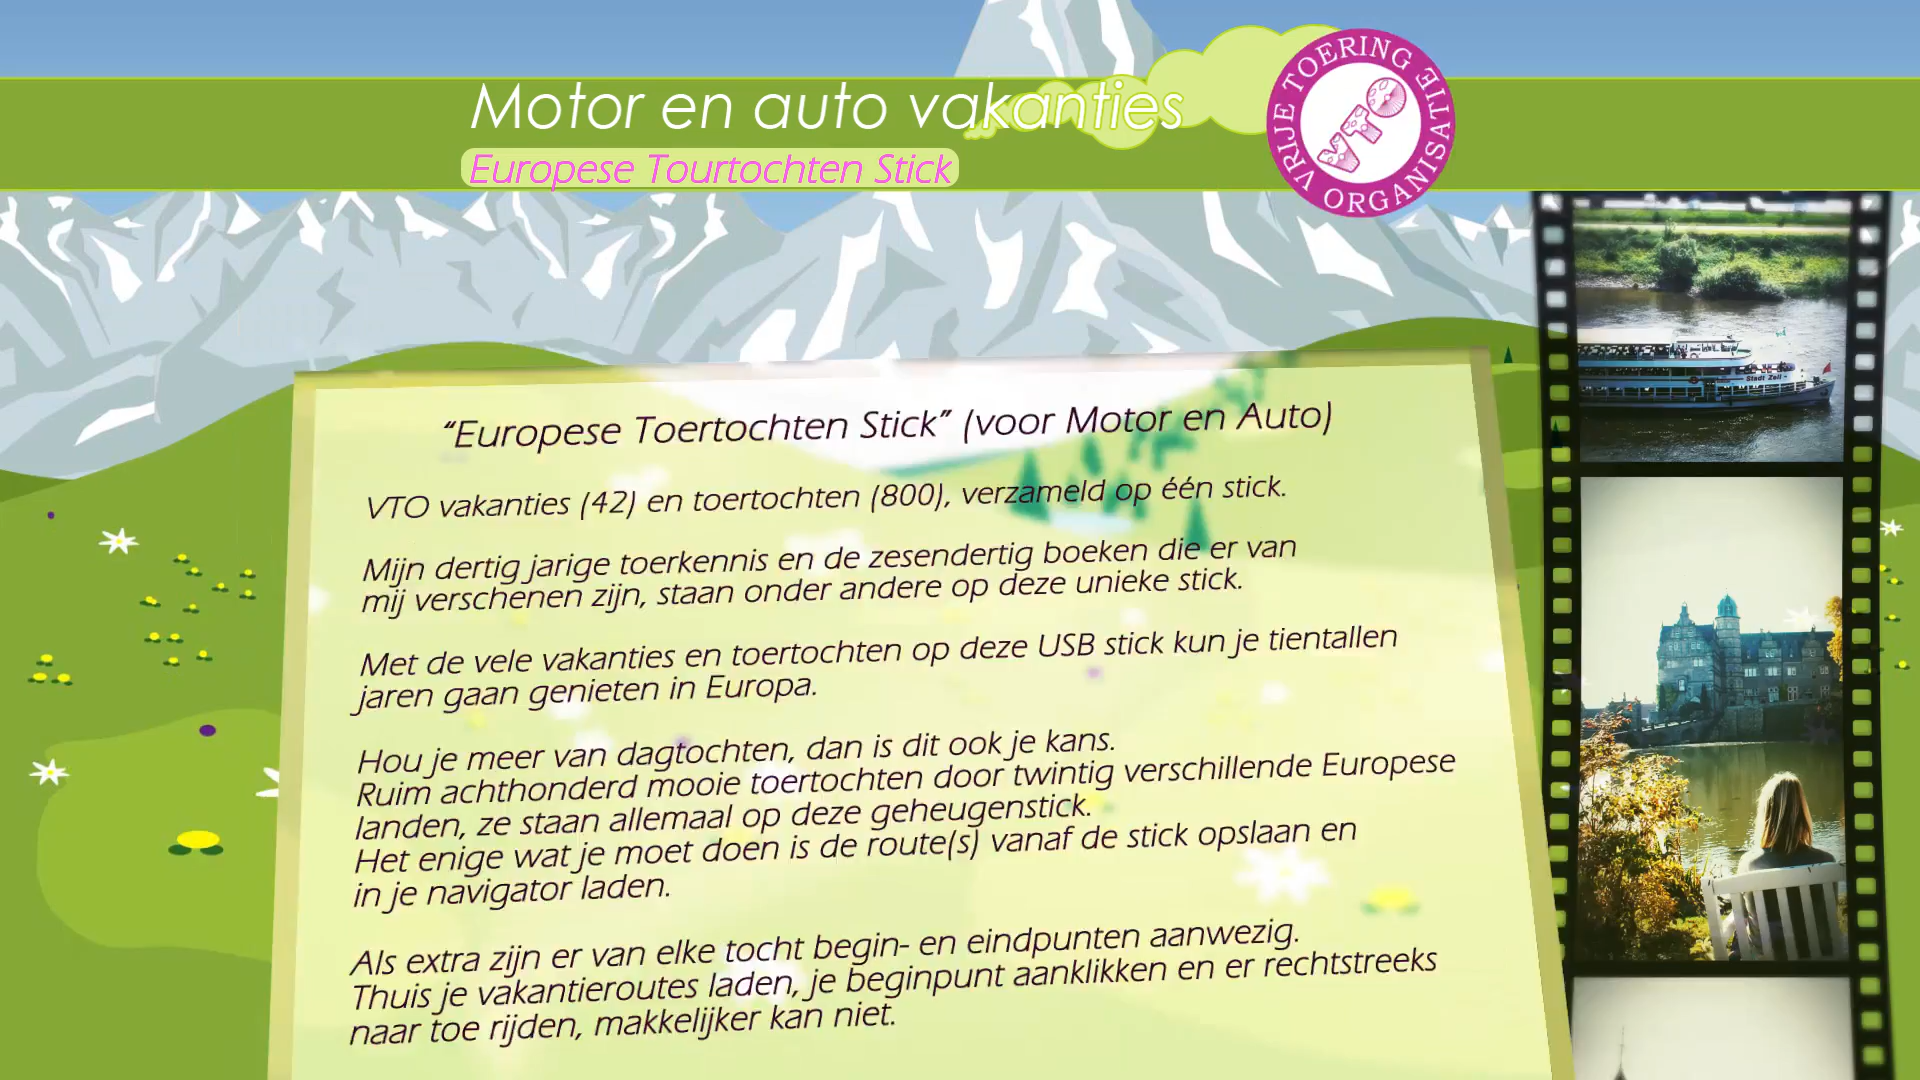 Motor en auto vakanties
Europese Tourtochten Stick
VRIJE TOERING ORGANISATIE
VTO
Stadt Zell
“Europese Toertochten Stick” (voor Motor en Auto)
VTO vakanties (42) en toertochten (800), verzameld op één stick.
Mijn dertig jarige toerkennis en de zesendertig boeken die er van
mij verschenen zijn, staan onder andere op deze unieke stick.
Met de vele vakanties en toertochten op deze USB stick kun je tientallen
jaren gaan genieten in Europa.
Hou je meer van dagtochten, dan is dit ook je kans.
Ruim achthonderd mooie toertochten door twintig verschillende Europese
landen, ze staan allemaal op deze geheugenstick.
Het enige wat je moet doen is de route(s) vanaf de stick opslaan en
in je navigator laden.
Als extra zijn er van elke tocht begin- en eindpunten aanwezig.
Thuis je vakantieroutes laden, je beginpunt aanklikken en er rechtstreeks
naar toe rijden, makkelijker kan niet.